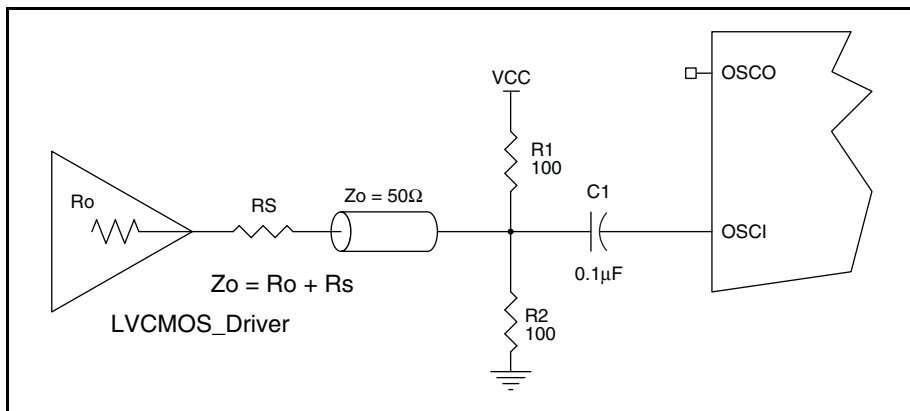 OSCO
VCC
R1
100
Ro
RS
Zo = 50Ω
C1
OSCI
0.1μF
Zo = Ro + Rs
LVCMOS_Driver
R2
100